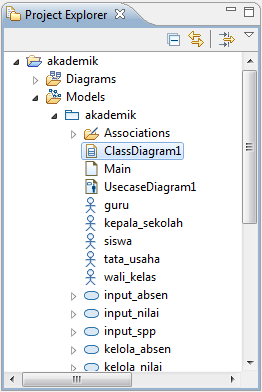 Project Explorer
akademik
Diagrams
Models
akademik
Associations
ClassDiagram1
Main
UsecaseDiagram1
guru
kepala_sekolah
siswa
tata_usaha
wali_kelas
input_absen
input_nilai
input_spp
kelola_absen
kelola_nilai